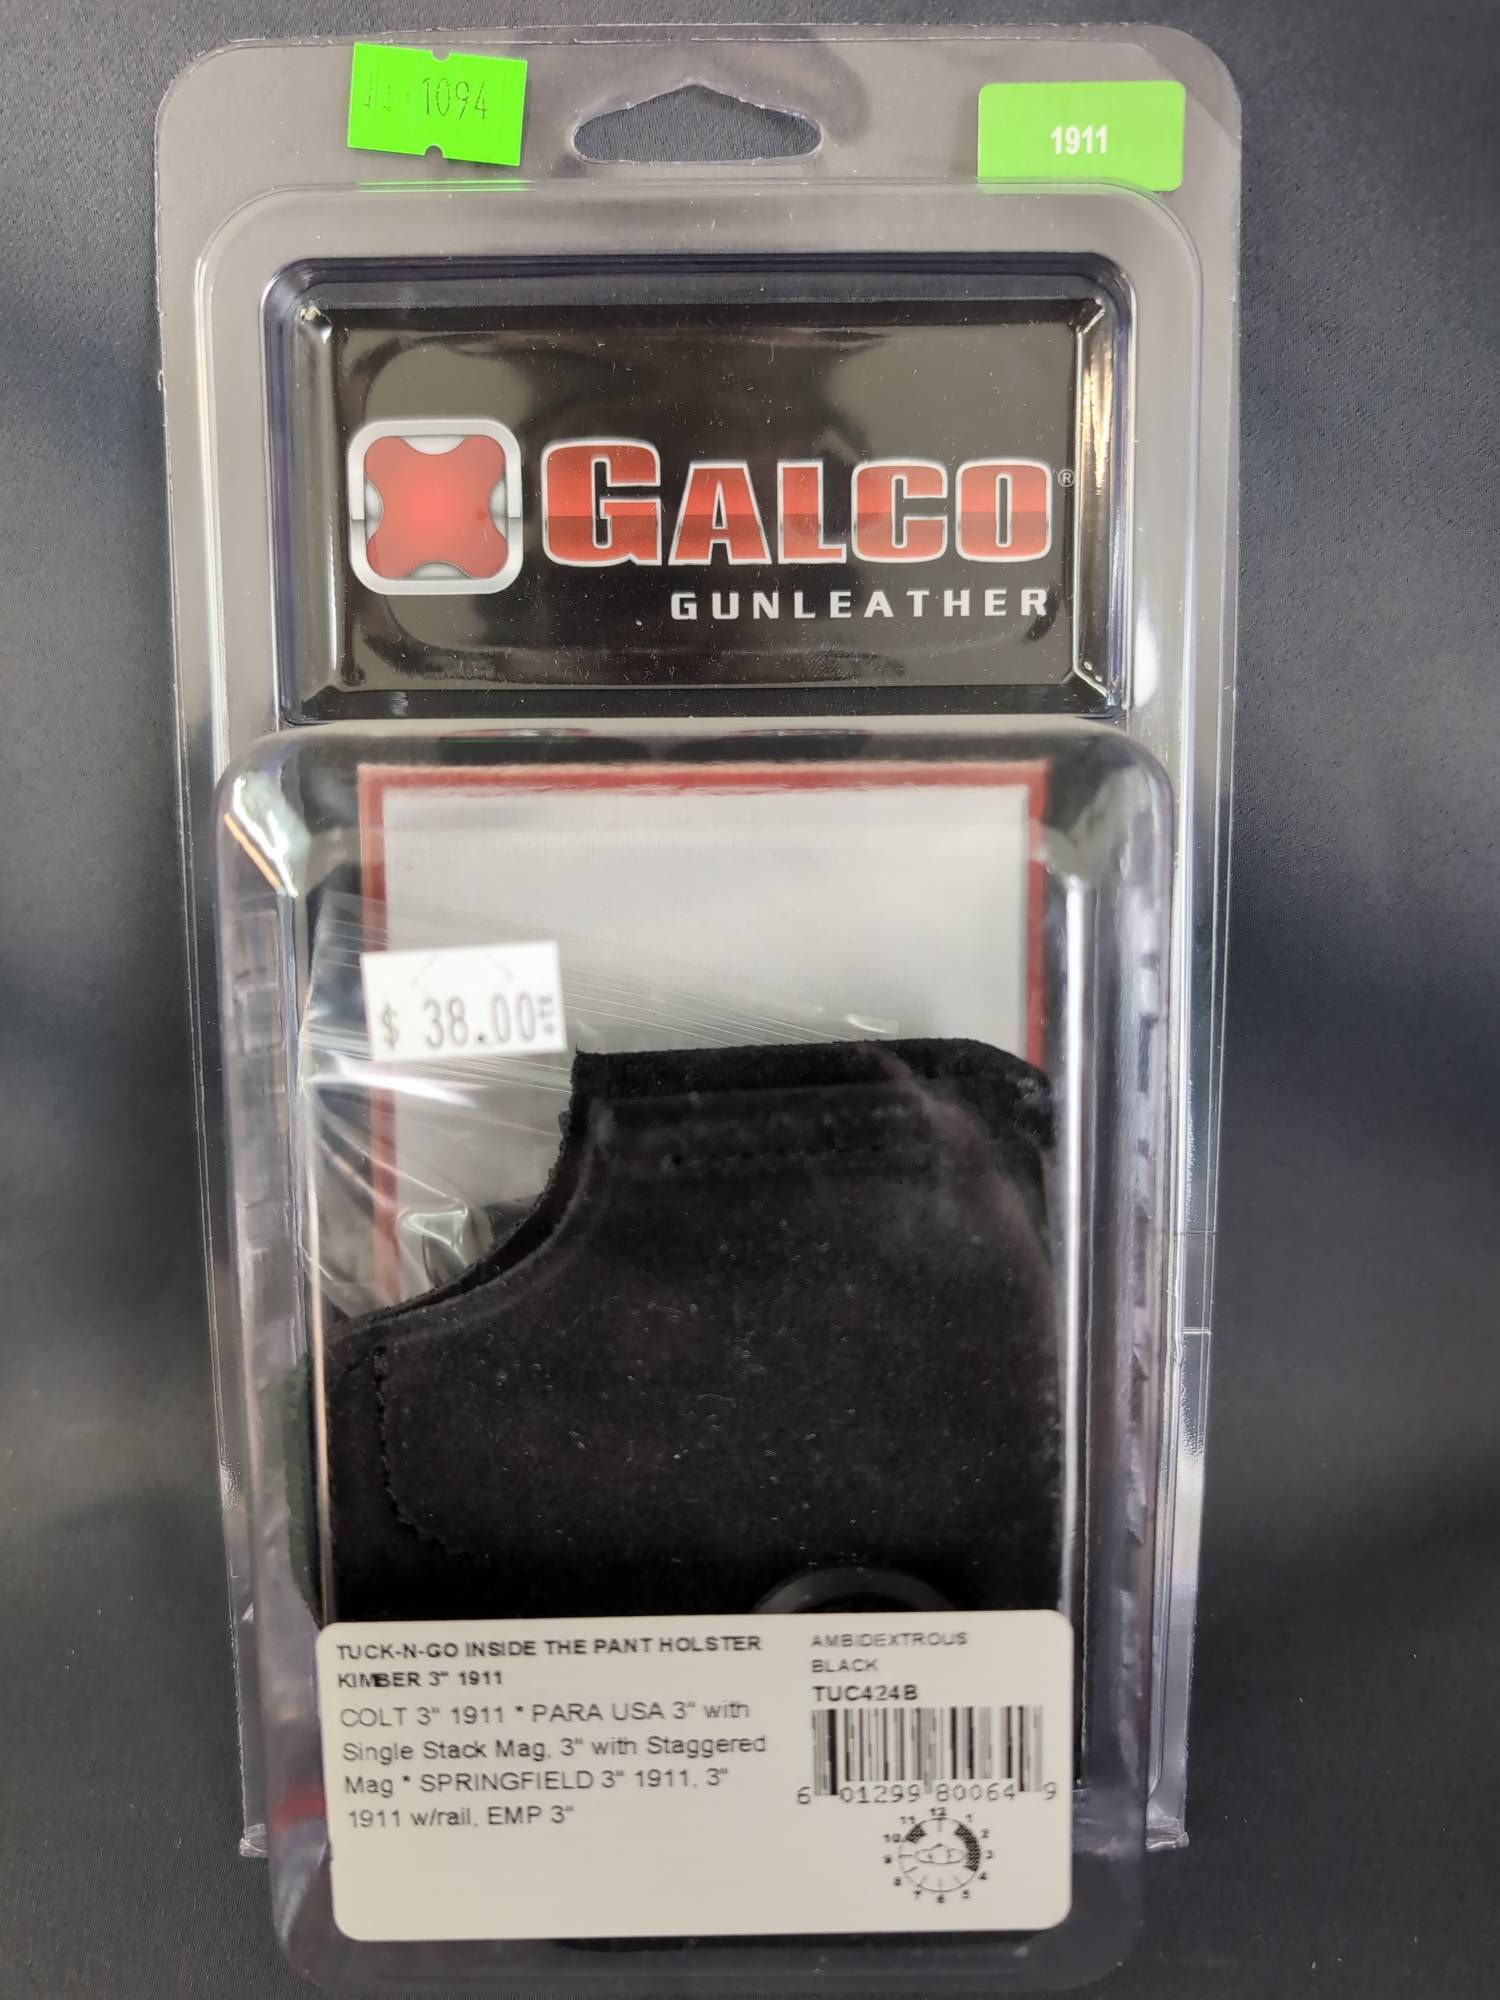 1094
1911
GALCO®
GUNLEATHER
$ 38.00
TUCK-N-GO INSIDE THE PANT HOLSTER
KIMBER 3" 1911
COLT 3" 1911 * PARA USA 3" with
Single Stack Mag, 3" with Staggered
Mag * SPRINGFIELD 3" 1911, 3"
1911 w/rail, EMP 3"
AMBIDEXTROUS
BLACK
TUC424B
6 01299 80064 9
12 1 2 3 4 5 6 7 8 9 10 11